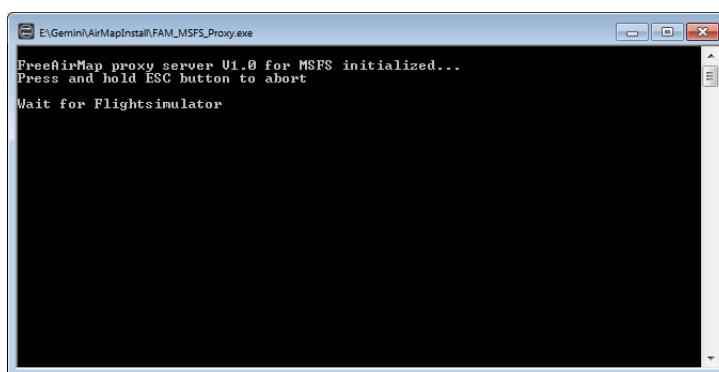 E:\Gemini\AirMapInstall\FAM_MSFS_Proxy.exe
FreeAirMap proxy server V1.0 for MSFS initialized...
Press and hold ESC button to abort
Wait for Flightsimulator